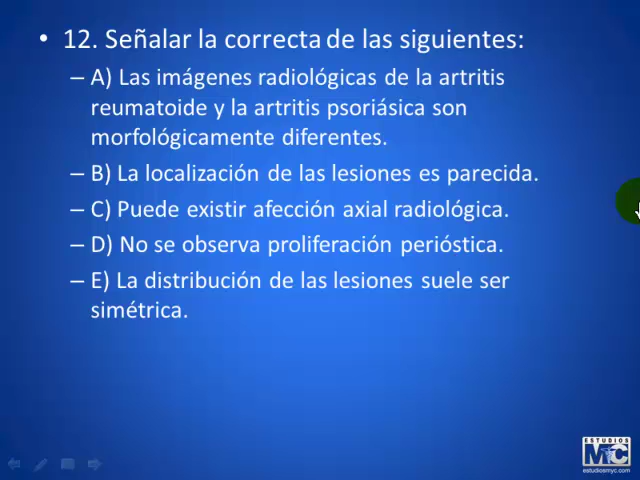 • 12. Señalar la correcta de las siguientes:
– A) Las imágenes radiológicas de la artritis
reumatoide y la artritis psoriásica son
morfológicamente diferentes.
– B) La localización de las lesiones es parecida.
– C) Puede existir afección axial radiológica.
– D) No se observa proliferación perióstica.
– E) La distribución de las lesiones suele ser
simétrica.
ESTUDIOS
MyC
estudiosmyc.com